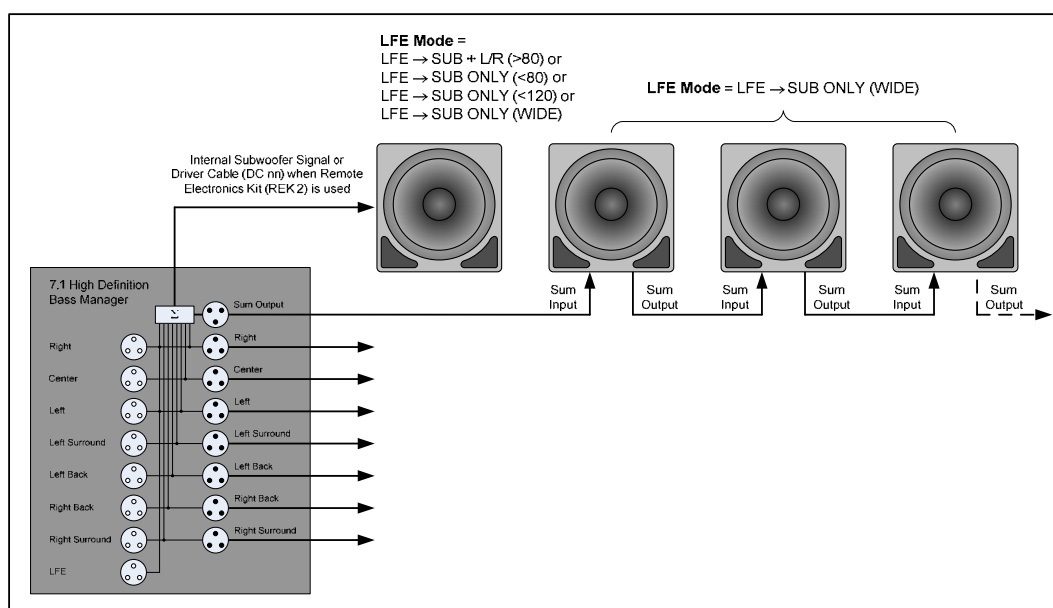 LFE Mode =
LFE → SUB + L/R (>80) or
LFE → SUB ONLY (<80) or
LFE → SUB ONLY (<120) or
LFE → SUB ONLY (WIDE)
LFE Mode = LFE → SUB ONLY (WIDE)
Internal Subwoofer Signal or
Driver Cable (DC nn) when Remote
Electronics Kit (REK2) is used
Sum
Input
Sum
Output
Sum
Input
Sum
Output
Sum
Input
Sum
Output
7.1 High Definition
Bass Manager
Σ
Sum Output
Right
Right
Center
Center
Left
Left
Left Surround
Left Surround
Left Back
Left Back
Right Back
Right Back
Right Surround
Right Surround
LFE